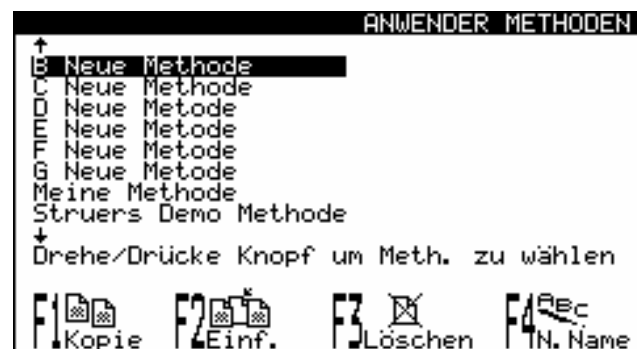 ANWENDER METHODEN
↑
B Neue Methode
C Neue Methode
D Neue Metode
E Neue Metode
F Neue Metode
G Neue Metode
Meine Methode
Struers Demo Methode
↓
Drehe/Drücke Knopf um Meth. zu wählen
F1 Kopie F2 Einf. F3 Löschen F4 ABc N. Name